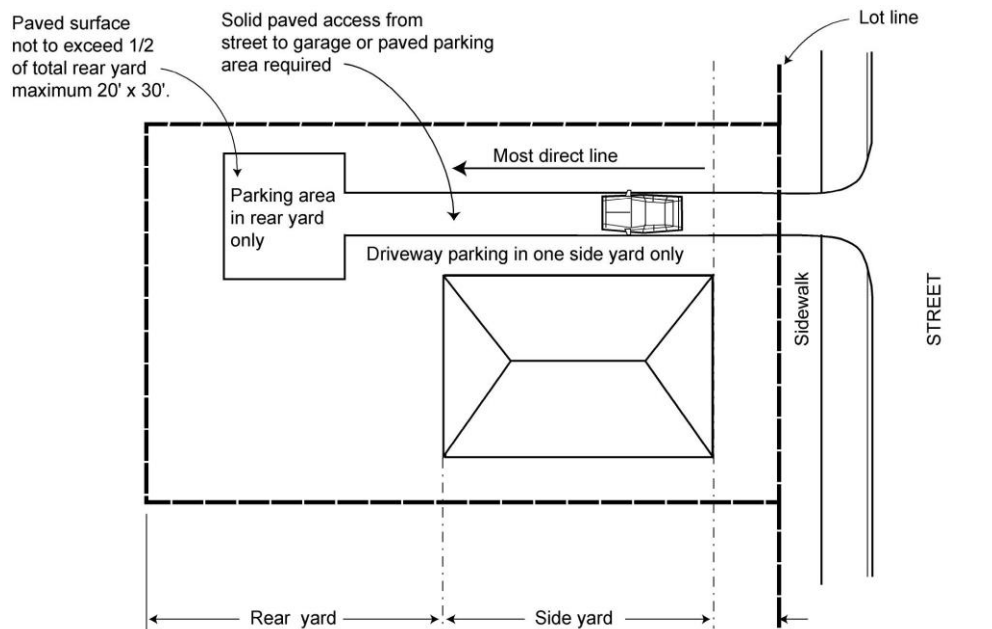 Paved surface
not to exceed 1/2
of total rear yard
maximum 20' x 30'.
Solid paved access from
street to garage or paved parking
area required
Lot line
Most direct line
Parking area
in rear yard
only
Driveway parking in one side yard only
Sidewalk
STREET
Rear yard
Side yard